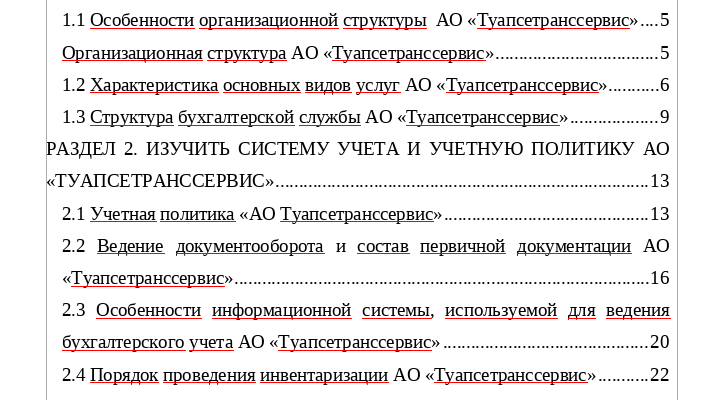 1.1 Особенности организационной структуры АО «Туапсетранссервис»....5
Организационная структура АО «Туапсетранссервис»...................................5
1.2 Характеристика основных видов услуг АО «Туапсетранссервис»...........6
1.3 Структура бухгалтерской службы АО «Туапсетранссервис»...................9
РАЗДЕЛ 2. ИЗУЧИТЬ СИСТЕМУ УЧЕТА И УЧЕТНУЮ ПОЛИТИКУ АО
«ТУАПСЕТРАНССЕРВИС»................................................................................13
2.1 Учетная политика «АО Туапсетранссервис»............................................13
2.2 Ведение документооборота и состав первичной документации АО
«Туапсетранссервис».........................................................................................16
2.3 Особенности информационной системы, используемой для ведения
бухгалтерского учета АО «Туапсетранссервис»............................................20
2.4 Порядок проведения инвентаризации АО «Туапсетранссервис»...........22